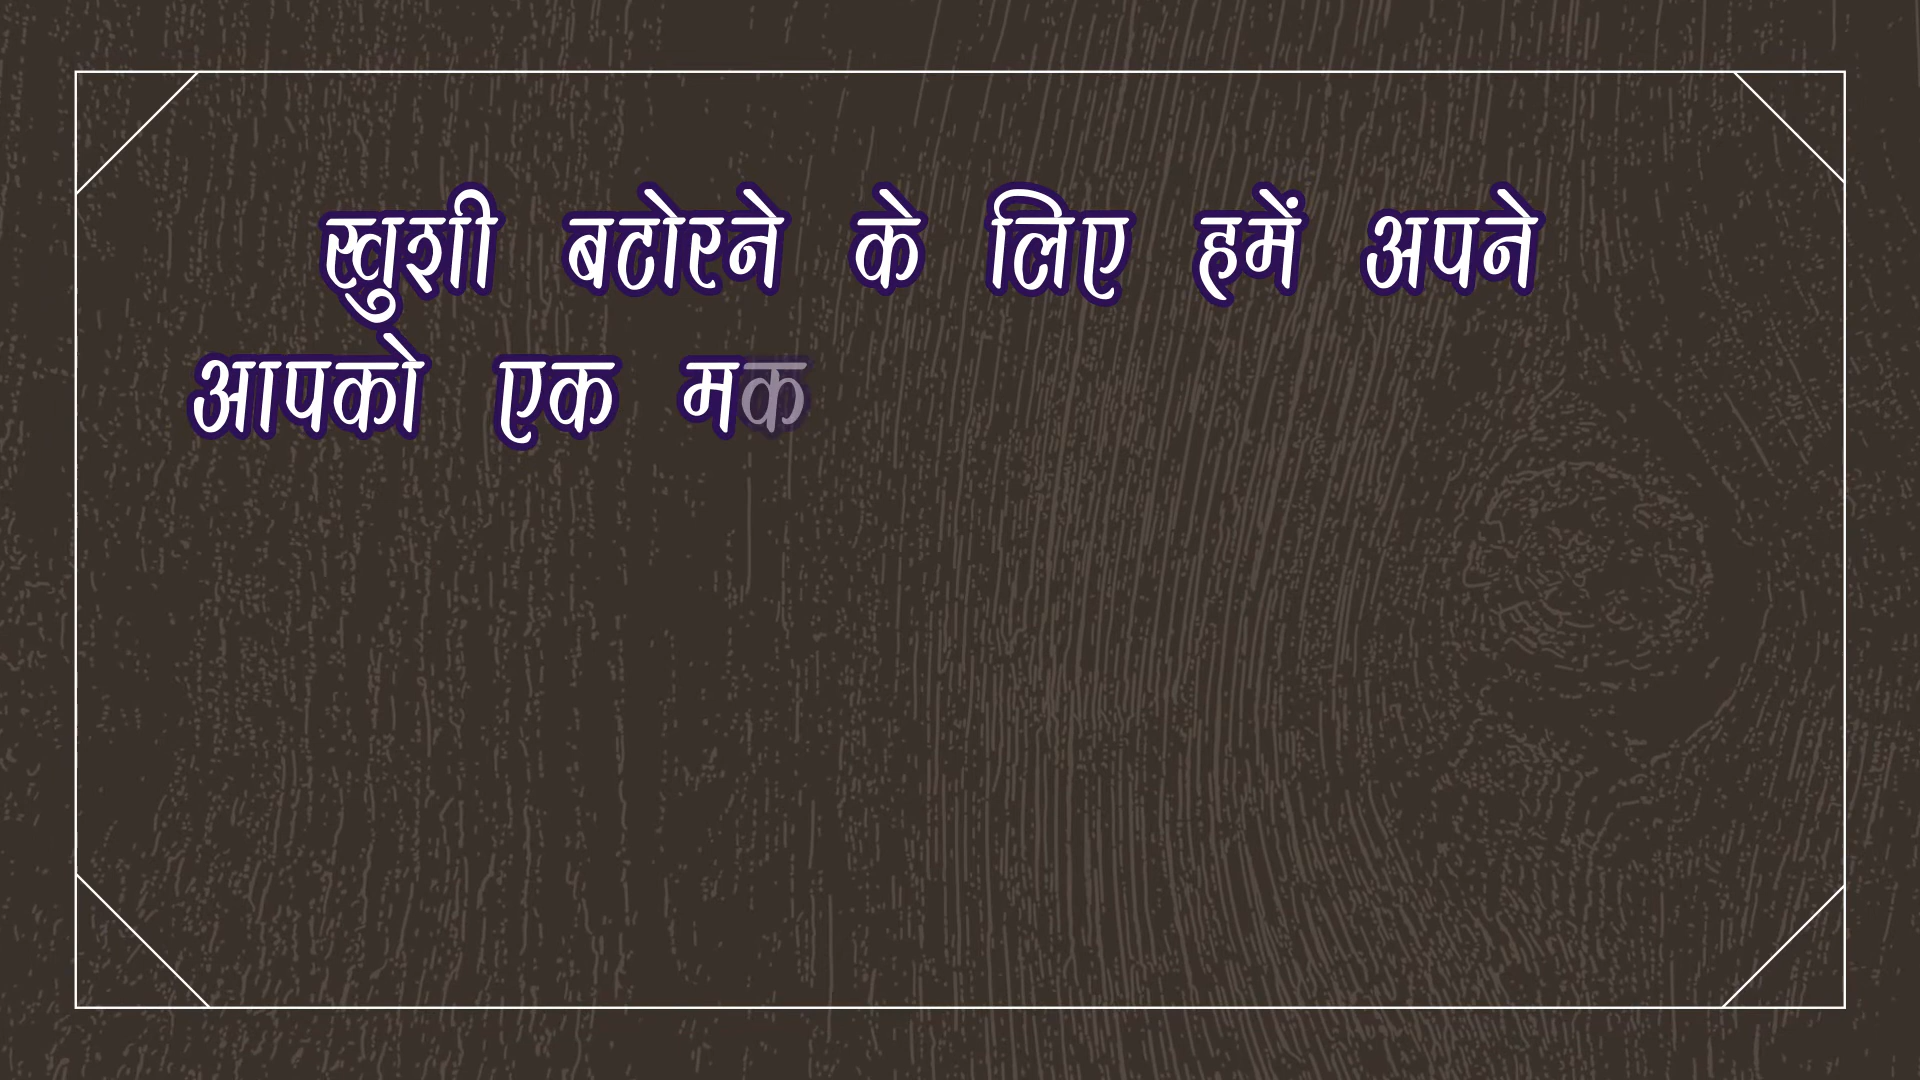 खुशी बटोरने के लिए हमें अपने
आपको एक मक